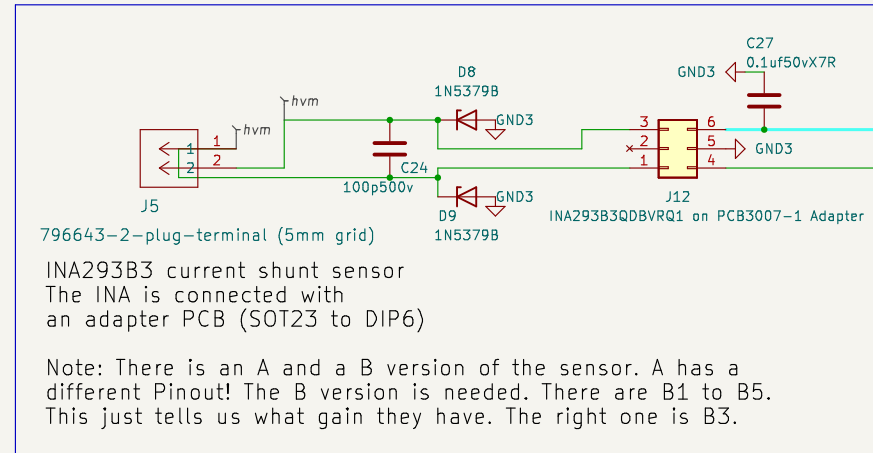 C27
0.1uf50vX7R
GND3
D8
1N5379B
-hvm
-hvm
GND3
1
1
2
2
3
2
1
6
5
4
GND3
C24
100p500v
J5
D9
1N5379B
GND3
J12
INA293B3QDBVRQ1 on PCB3007-1 Adapter
796643-2-plug-terminal (5mm grid)
INA293B3 current shunt sensor
The INA is connected with
an adapter PCB (SOT23 to DIP6)
Note: There is an A and a B version of the sensor. A has a
different Pinout! The B version is needed. There are B1 to B5.
This just tells us what gain they have. The right one is B3.